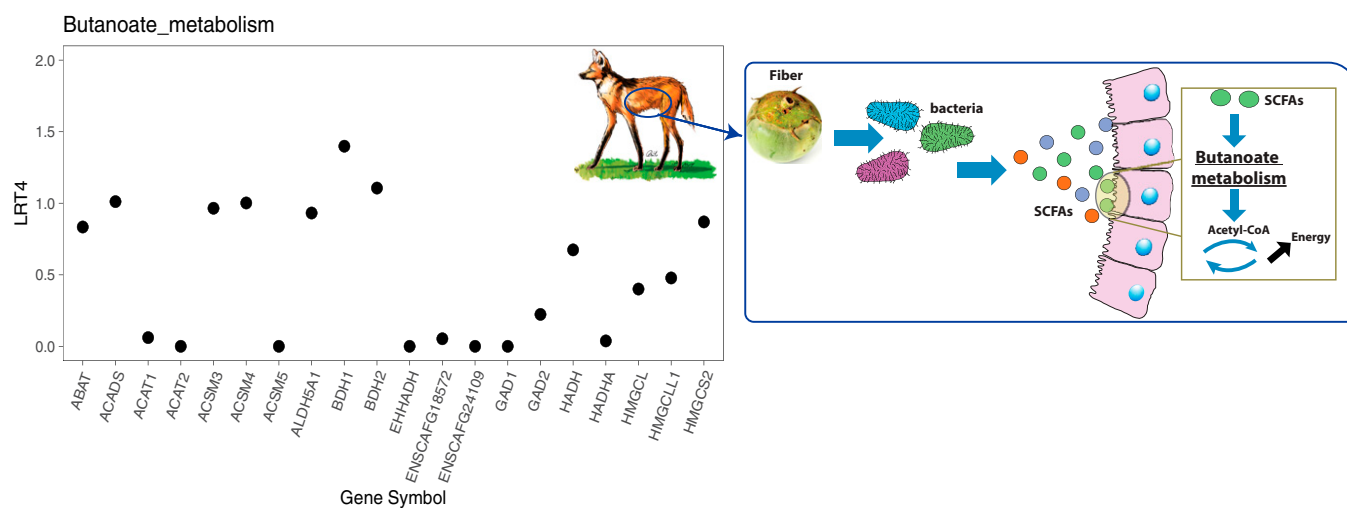 Butanoate_metabolism
LRT4
2.0
1.5
1.0
0.5
0.0
ABAT
ACADS
ACAT1
ACAT2
ACSM3
ACSM4
ACSM5
ALDH5A1
BDH1
BDH2
EHHADH
ENSCAFG18572
ENSCAFG24109
GAD1
GAD2
HADH
HADHA
HMGCL
HMGCLL1
HMGCS2
Gene Symbol
Fiber
bacteria
SCFAs
SCFAs
Butanoate
metabolism
Acetyl-CoA
Energy